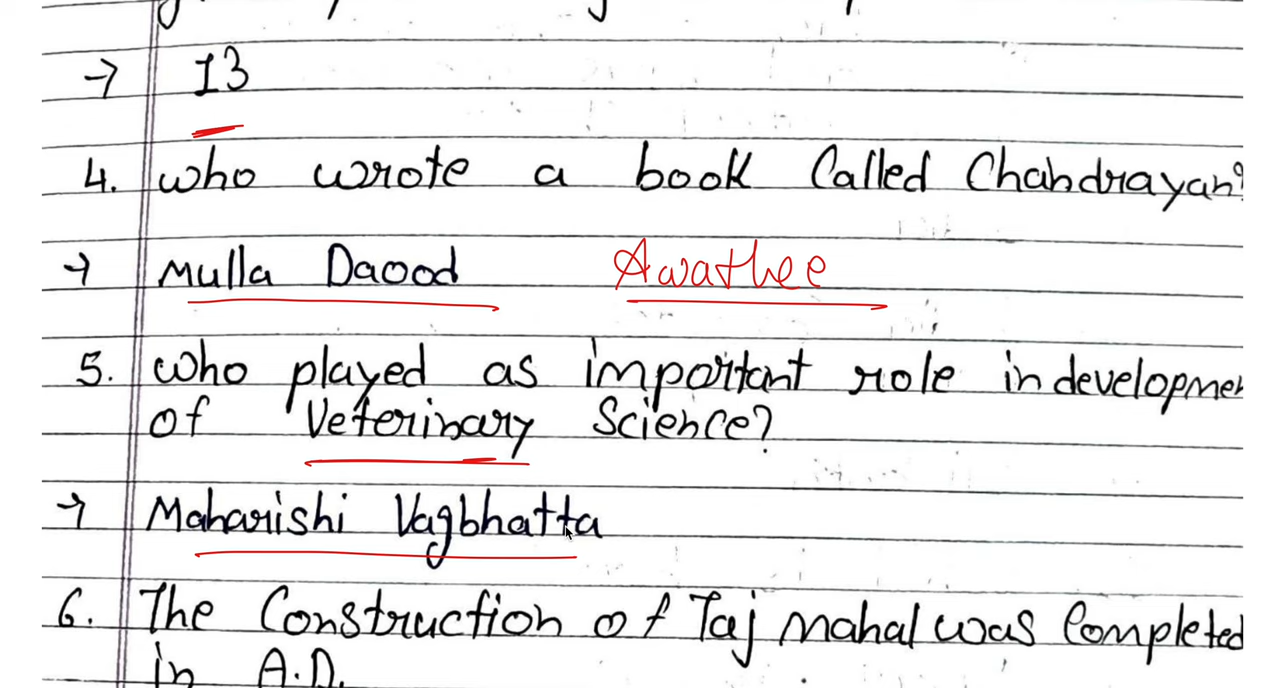 → 13
4. who wrote a book Called Chandrayan?
→ Mulla Daood Awathee
5. who played as important role in developmen
of Veterinary Science?
→ Maharishi Vagbhatta
6. The Construction of Taj mahal was Completed
in A.D.